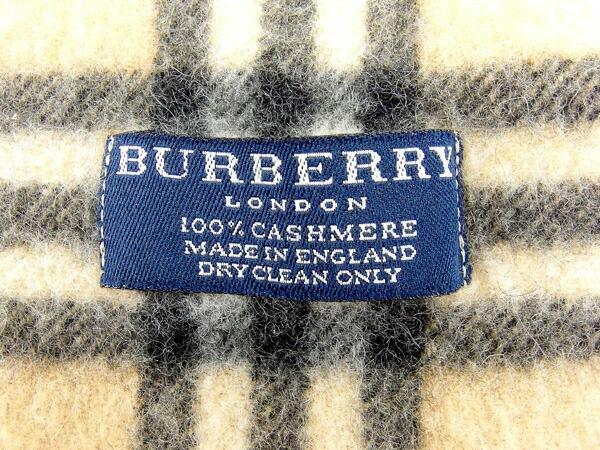 BURBERRY
LONDON
100% CASHMERE
MADE IN ENGLAND
DRY CLEAN ONLY